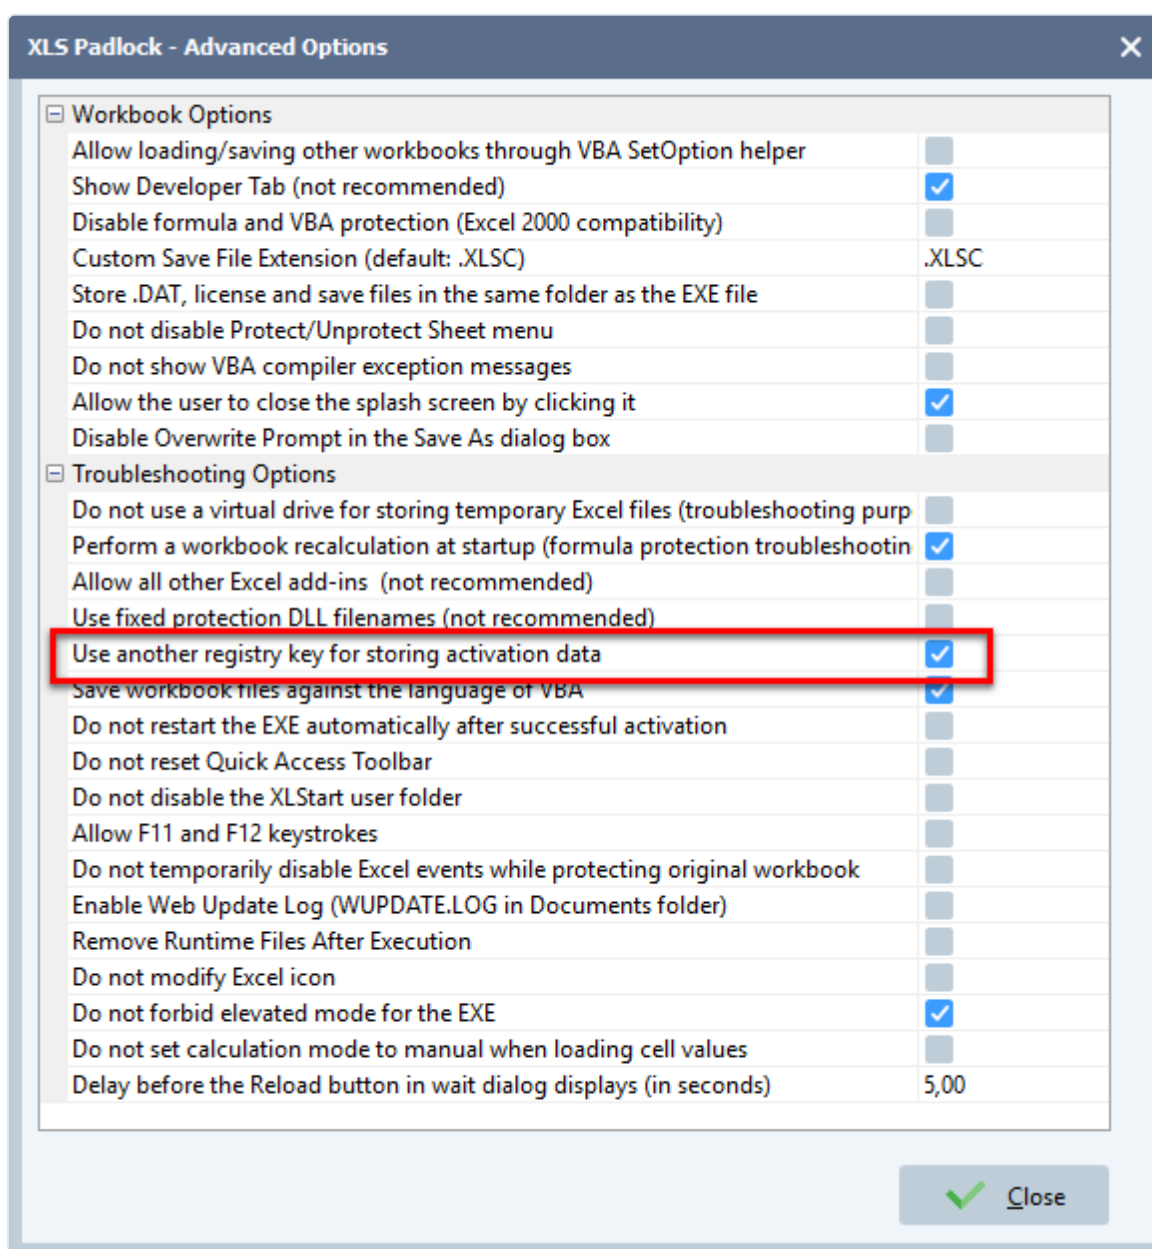 XLS Padlock - Advanced Options
Workbook Options
Allow loading/saving other workbooks through VBA SetOption helper
Show Developer Tab (not recommended)
Disable formula and VBA protection (Excel 2000 compatibility)
Custom Save File Extension (default: .XLSC) .XLSC
Store .DAT, license and save files in the same folder as the EXE file
Do not disable Protect/Unprotect Sheet menu
Do not show VBA compiler exception messages
Allow the user to close the splash screen by clicking it
Disable Overwrite Prompt in the Save As dialog box
Troubleshooting Options
Do not use a virtual drive for storing temporary Excel files (troubleshooting purp
Perform a workbook recalculation at startup (formula protection troubleshootin
Allow all other Excel add-ins (not recommended)
Use fixed protection DLL filenames (not recommended)
Use another registry key for storing activation data
Save workbook files against the language of VBA
Do not restart the EXE automatically after successful activation
Do not reset Quick Access Toolbar
Do not disable the XLStart user folder
Allow F11 and F12 keystrokes
Do not temporarily disable Excel events while protecting original workbook
Enable Web Update Log (WUPDATE.LOG in Documents folder)
Remove Runtime Files After Execution
Do not modify Excel icon
Do not forbid elevated mode for the EXE
Do not set calculation mode to manual when loading cell values
Delay before the Reload button in wait dialog displays (in seconds) 5,00
Close